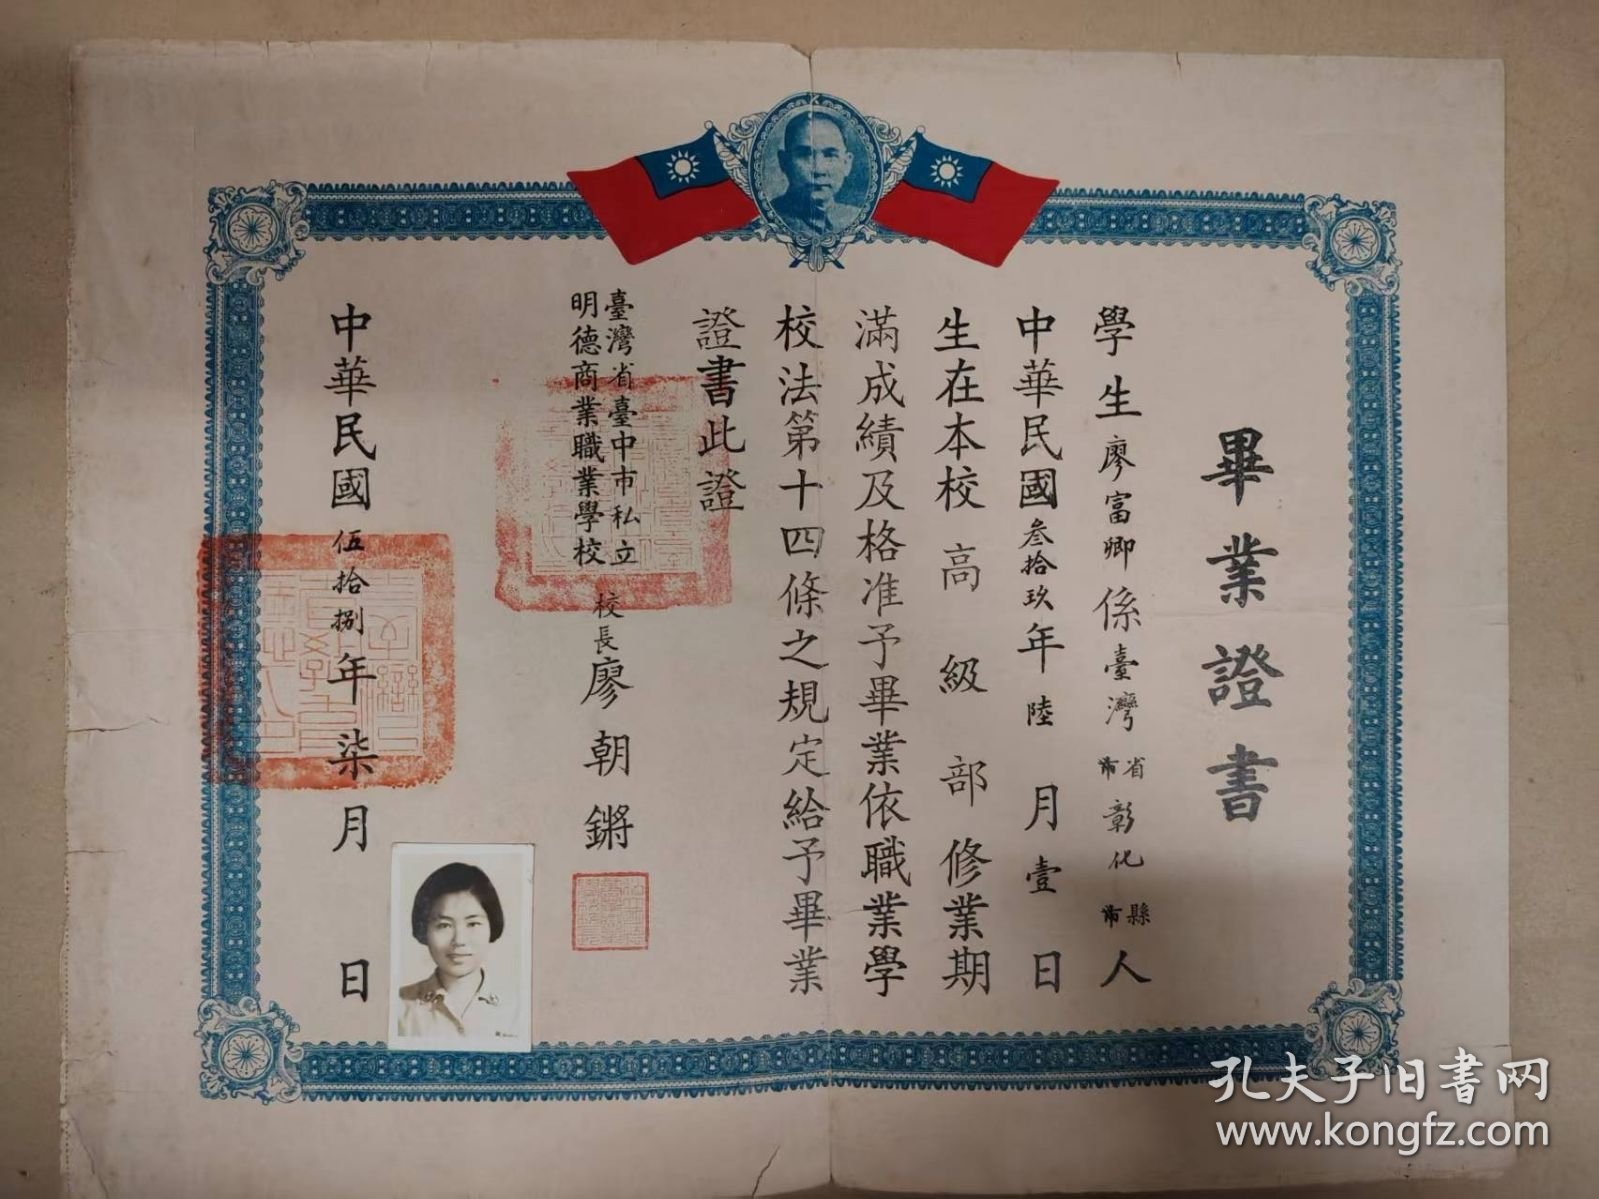 畢業證書
學生廖富卿係臺灣省市彰化縣市人
中華民國叁拾玖年陸月壹日
生在本校高級部修業期
滿成績及格准予畢業依職業學
校法第十四條之規定給予畢業
證書此證
臺灣省臺中市私立
明德商業職業學校
校長廖朝鏘
中華民國伍拾捌年柒月日
孔夫子旧书网
www.kongfz.com